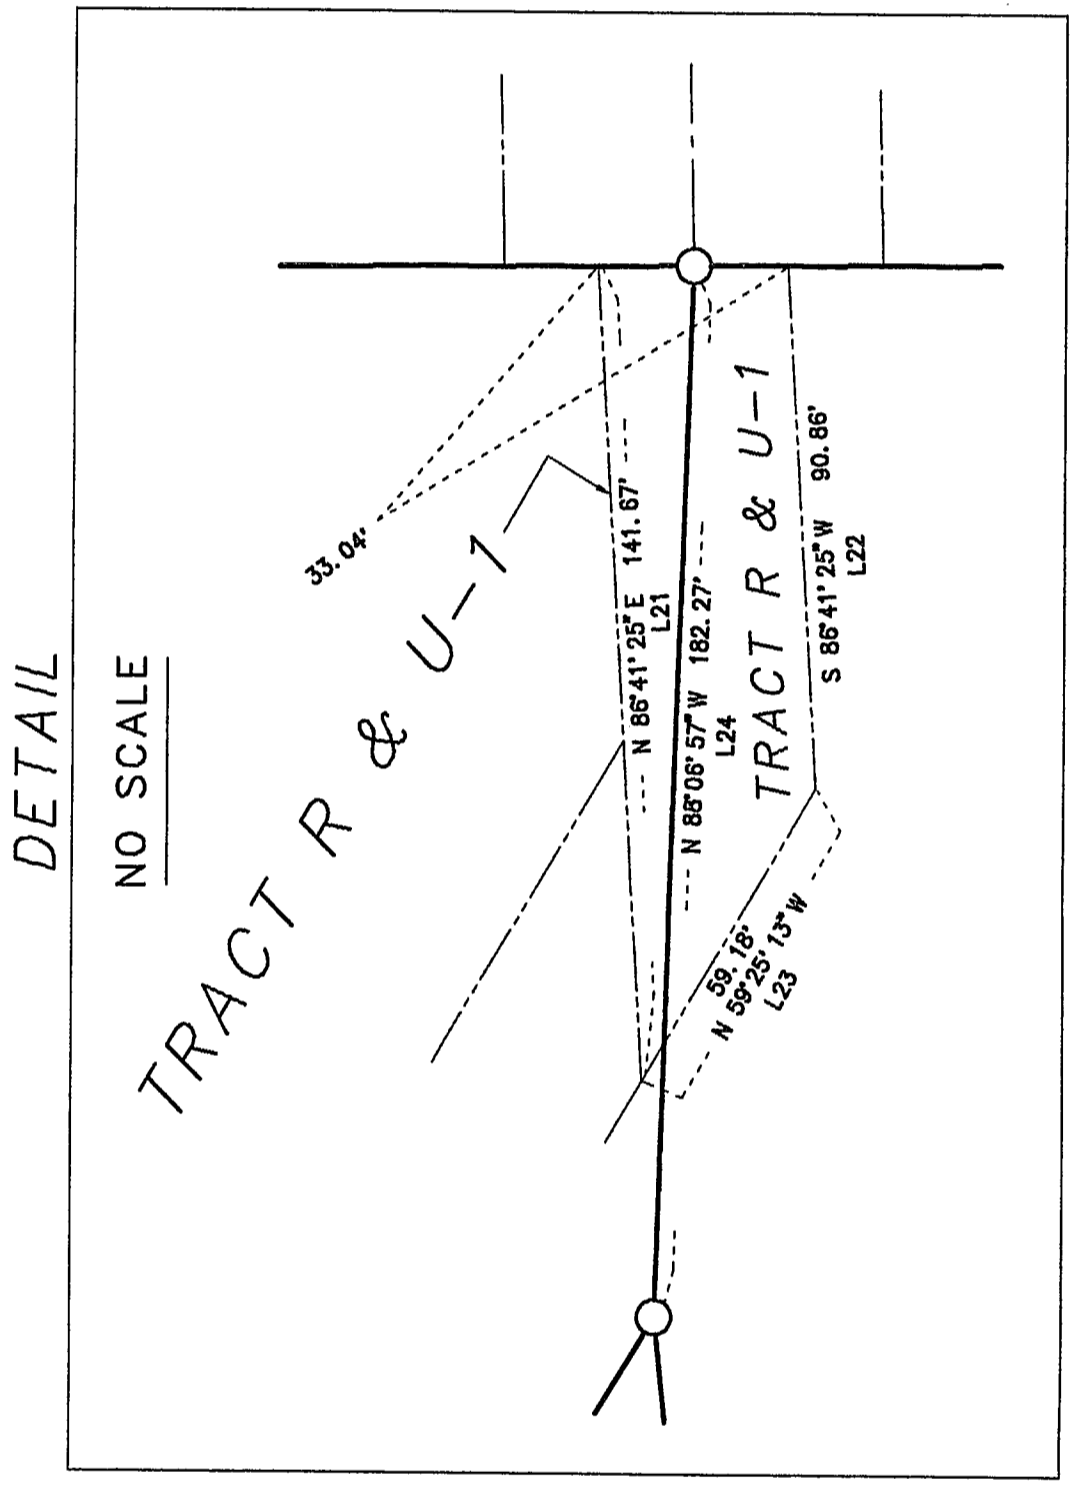 DETAIL
NO SCALE
TRACT R & U-1
33.04'
N 86°41'25" E 141.67'
L21
N 88°06'57" W 182.27'
L24
TRACT R & U-1
S 86°41'25" W 90.86'
L22
59.18'
N 59°25'13" W
L23